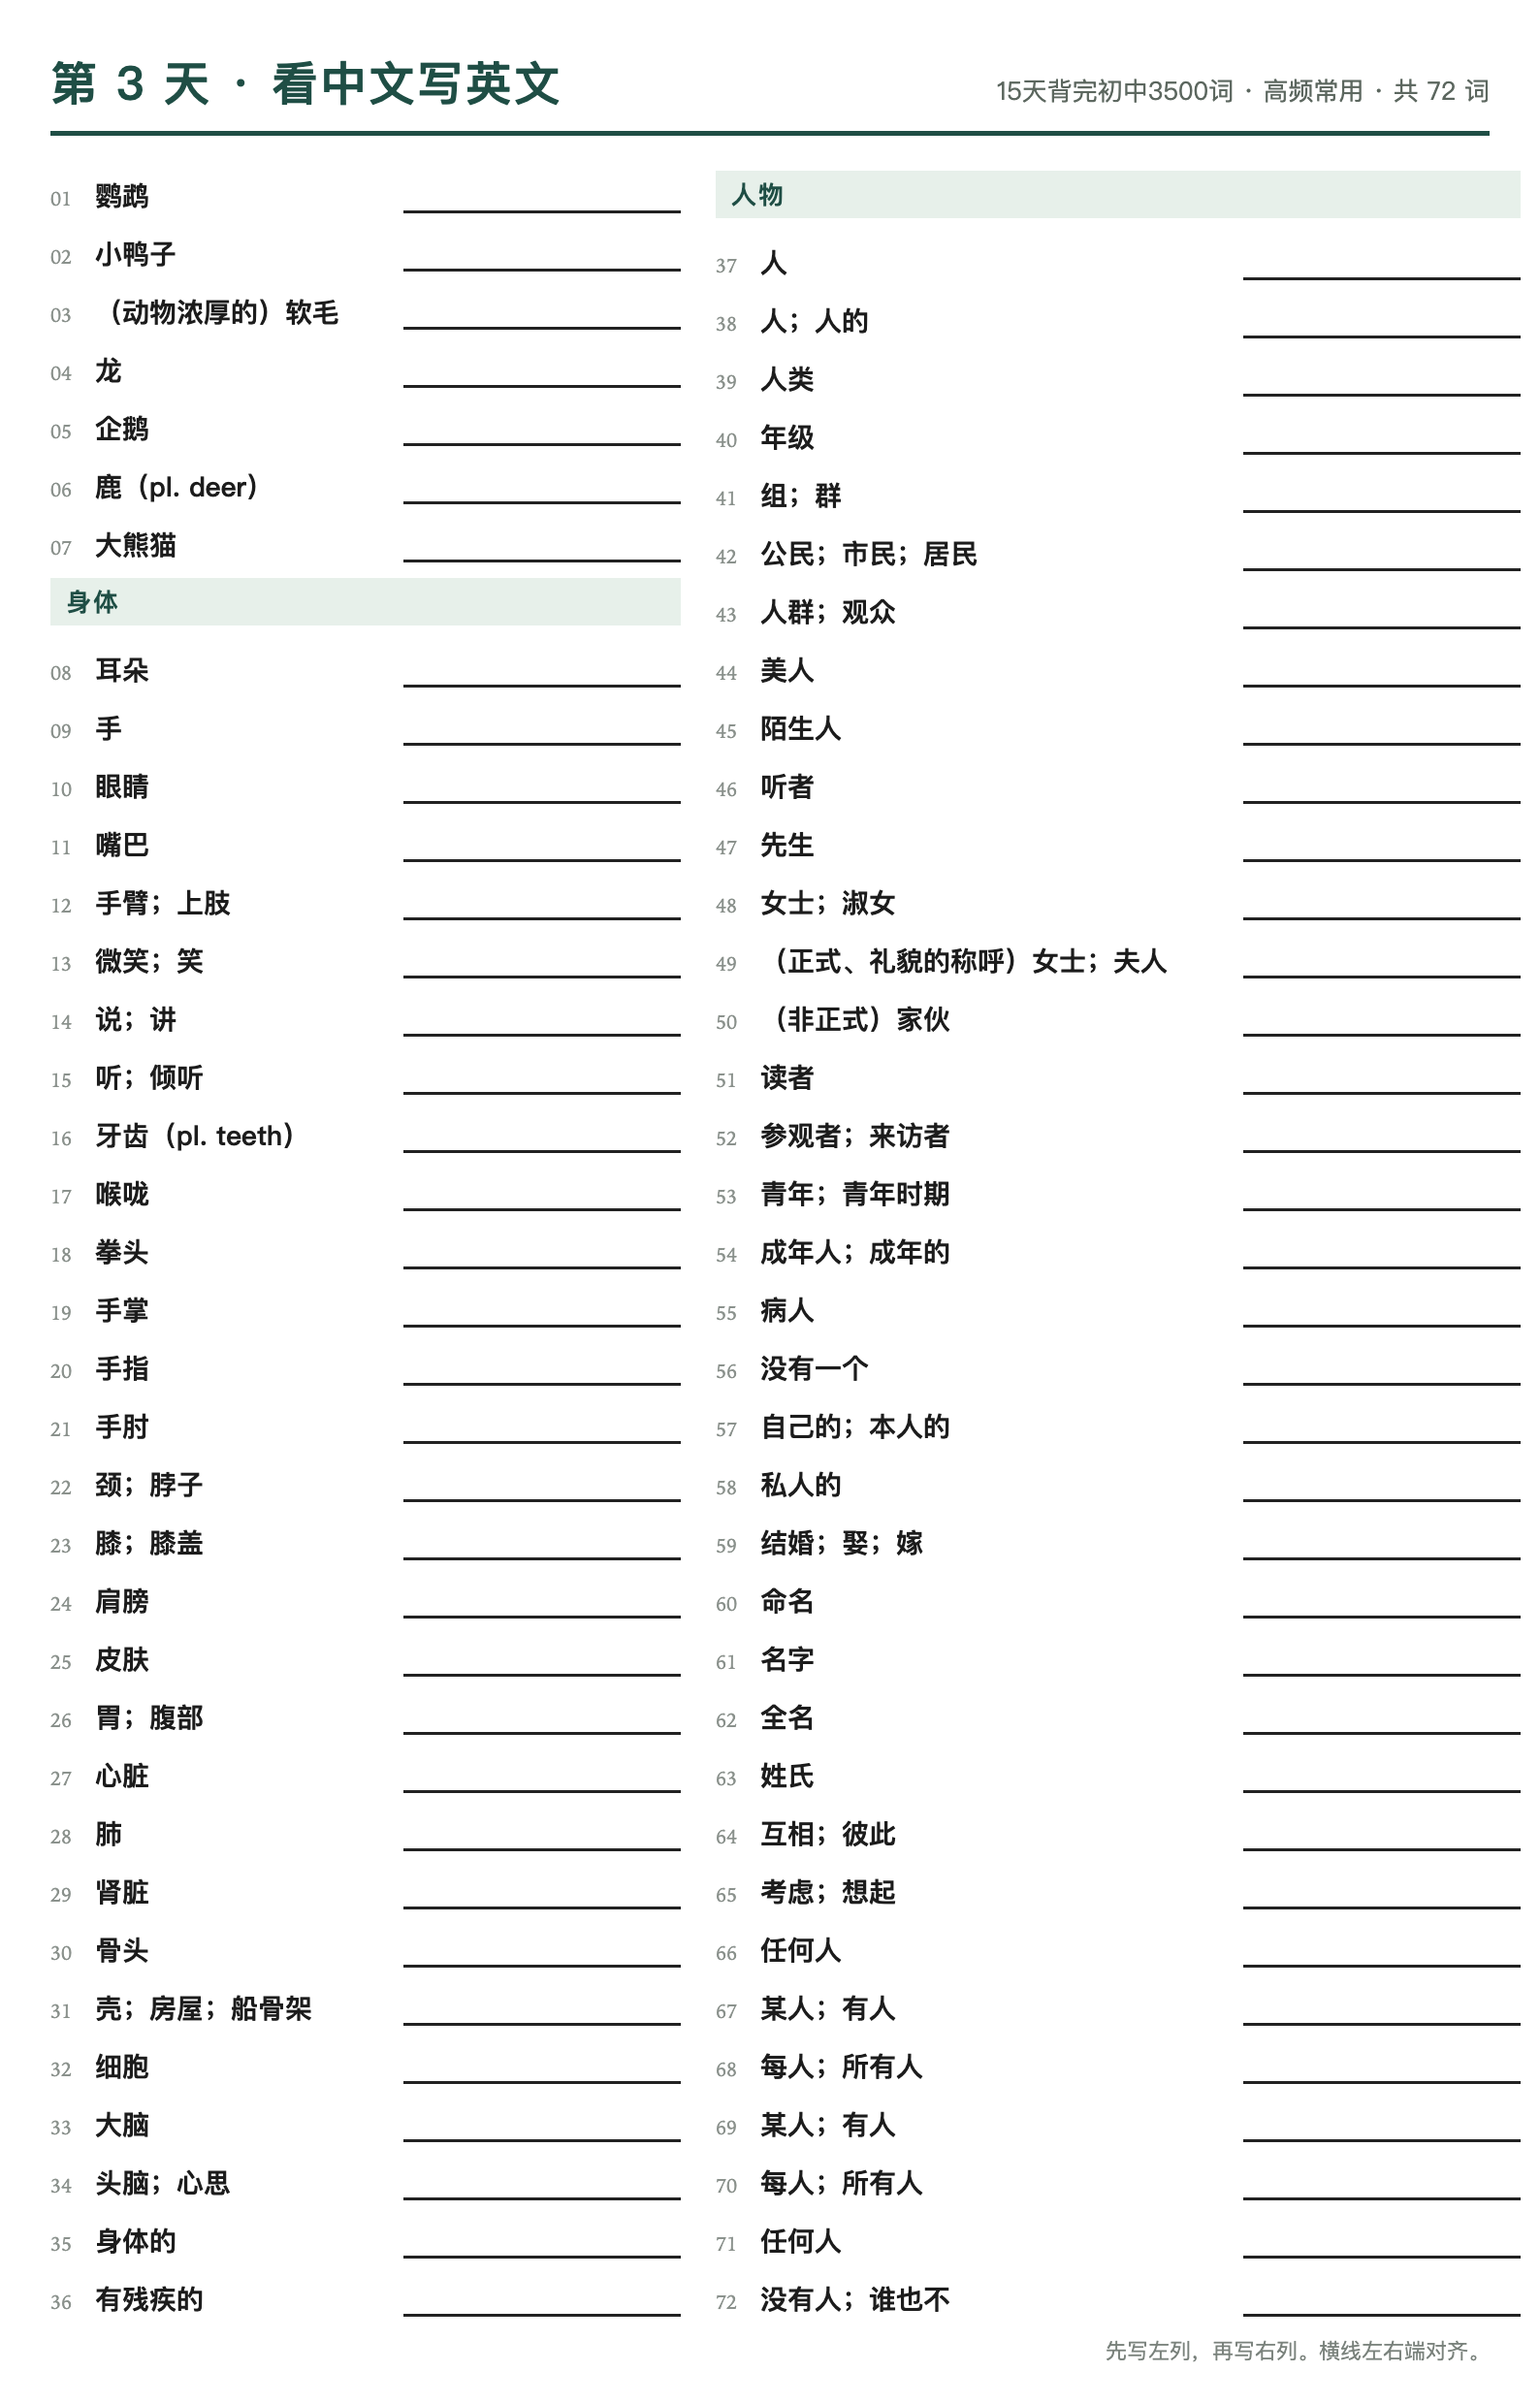 第 3 天 · 看中文写英文
15天背完初中3500词 · 高频常用 · 共 72 词
01 鹦鹉
02 小鸭子
03 （动物浓厚的）软毛
04 龙
05 企鹅
06 鹿（pl. deer）
07 大熊猫
身体
08 耳朵
09 手
10 眼睛
11 嘴巴
12 手臂；上肢
13 微笑；笑
14 说；讲
15 听；倾听
16 牙齿（pl. teeth）
17 喉咙
18 拳头
19 手掌
20 手指
21 手肘
22 颈；脖子
23 膝；膝盖
24 肩膀
25 皮肤
26 胃；腹部
27 心脏
28 肺
29 肾脏
30 骨头
31 壳；房屋；船骨架
32 细胞
33 大脑
34 头脑；心思
35 身体的
36 有残疾的
人物
37 人
38 人；人的
39 人类
40 年级
41 组；群
42 公民；市民；居民
43 人群；观众
44 美人
45 陌生人
46 听者
47 先生
48 女士；淑女
49 （正式、礼貌的称呼）女士；夫人
50 （非正式）家伙
51 读者
52 参观者；来访者
53 青年；青年时期
54 成年人；成年的
55 病人
56 没有一个
57 自己的；本人的
58 私人的
59 结婚；娶；嫁
60 命名
61 名字
62 全名
63 姓氏
64 互相；彼此
65 考虑；想起
66 任何人
67 某人；有人
68 每人；所有人
69 某人；有人
70 每人；所有人
71 任何人
72 没有人；谁也不
先写左列，再写右列。横线左右端对齐。